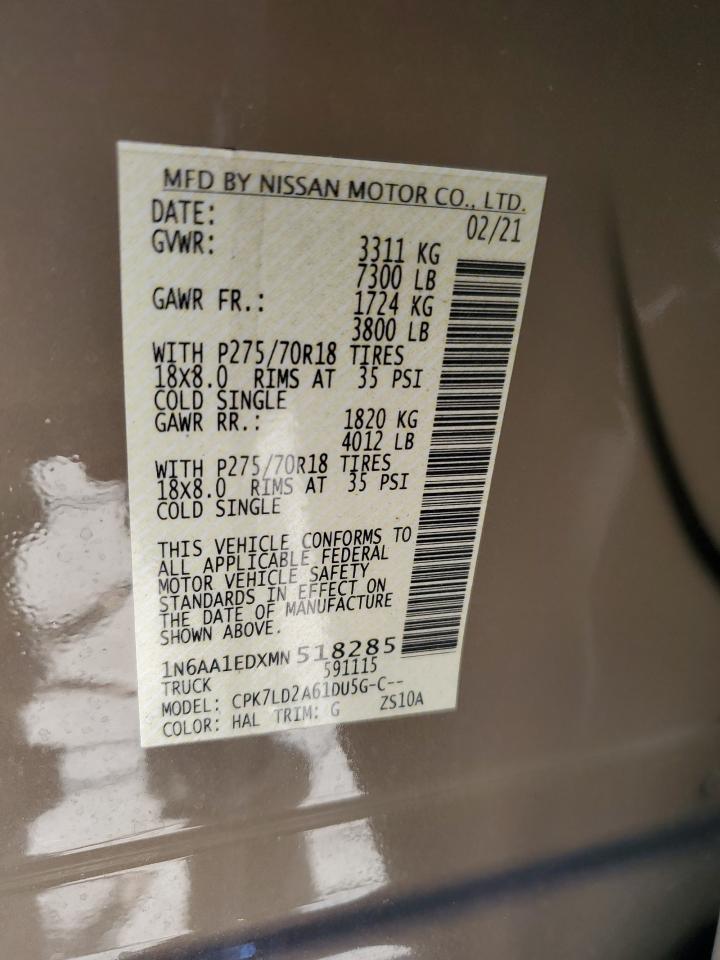 MFD BY NISSAN MOTOR CO., LTD.
DATE: 02/21
GVWR: 3311 KG
7300 LB
GAWR FR.: 1724 KG
3800 LB
WITH P275/70R18 TIRES
18X8.0 RIMS AT 35 PSI
COLD SINGLE
GAWR RR.: 1820 KG
4012 LB
WITH P275/70R18 TIRES
18X8.0 RIMS AT 35 PSI
COLD SINGLE
THIS VEHICLE CONFORMS TO
ALL APPLICABLE FEDERAL
MOTOR VEHICLE SAFETY
STANDARDS IN EFFECT ON
THE DATE OF MANUFACTURE
SHOWN ABOVE.
1N6AA1EDXMN518285
TRUCK 591115
MODEL: CPK7LD2A61DU5G-C--
COLOR: HAL TRIM: G ZS10A